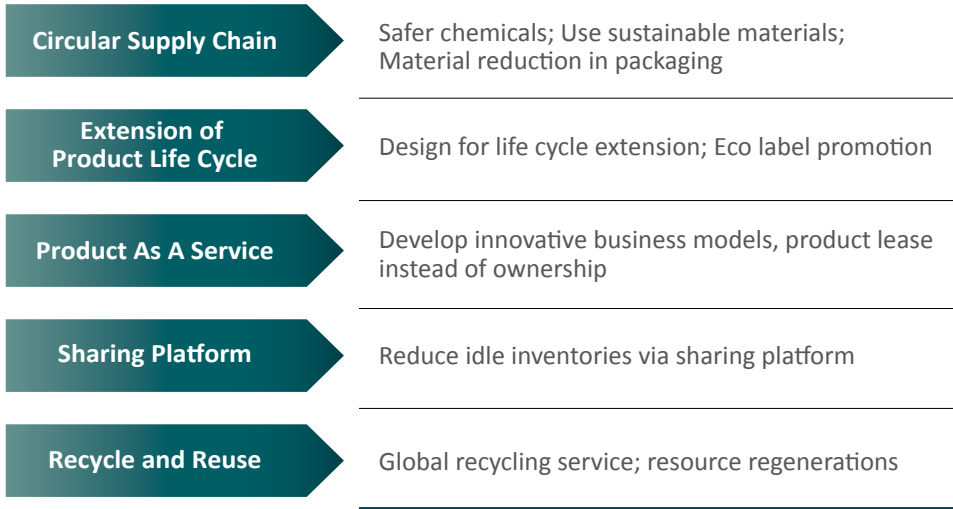 Circular Supply Chain
Safer chemicals; Use sustainable materials;
Material reduction in packaging
Extension of
Product Life Cycle
Design for life cycle extension; Eco label promotion
Product As A Service
Develop innovative business models, product lease
instead of ownership
Sharing Platform
Reduce idle inventories via sharing platform
Recycle and Reuse
Global recycling service; resource regenerations